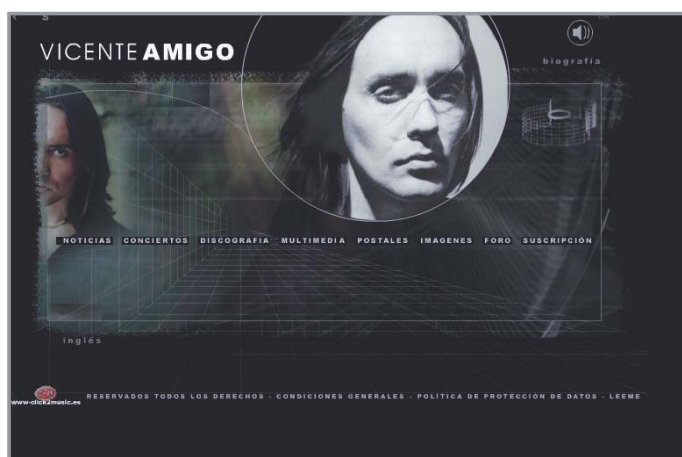 VICENTE AMIGO
biografía
NOTICIAS CONCIERTOS DISCOGRAFIA MULTIMEDIA POSTALES IMAGENES FORO SUSCRIPCIÓN
inglés
www-click2music.es
RESERVADOS TODOS LOS DERECHOS - CONDICIONES GENERALES - POLÍTICA DE PROTECCIÓN DE DATOS - LEEME